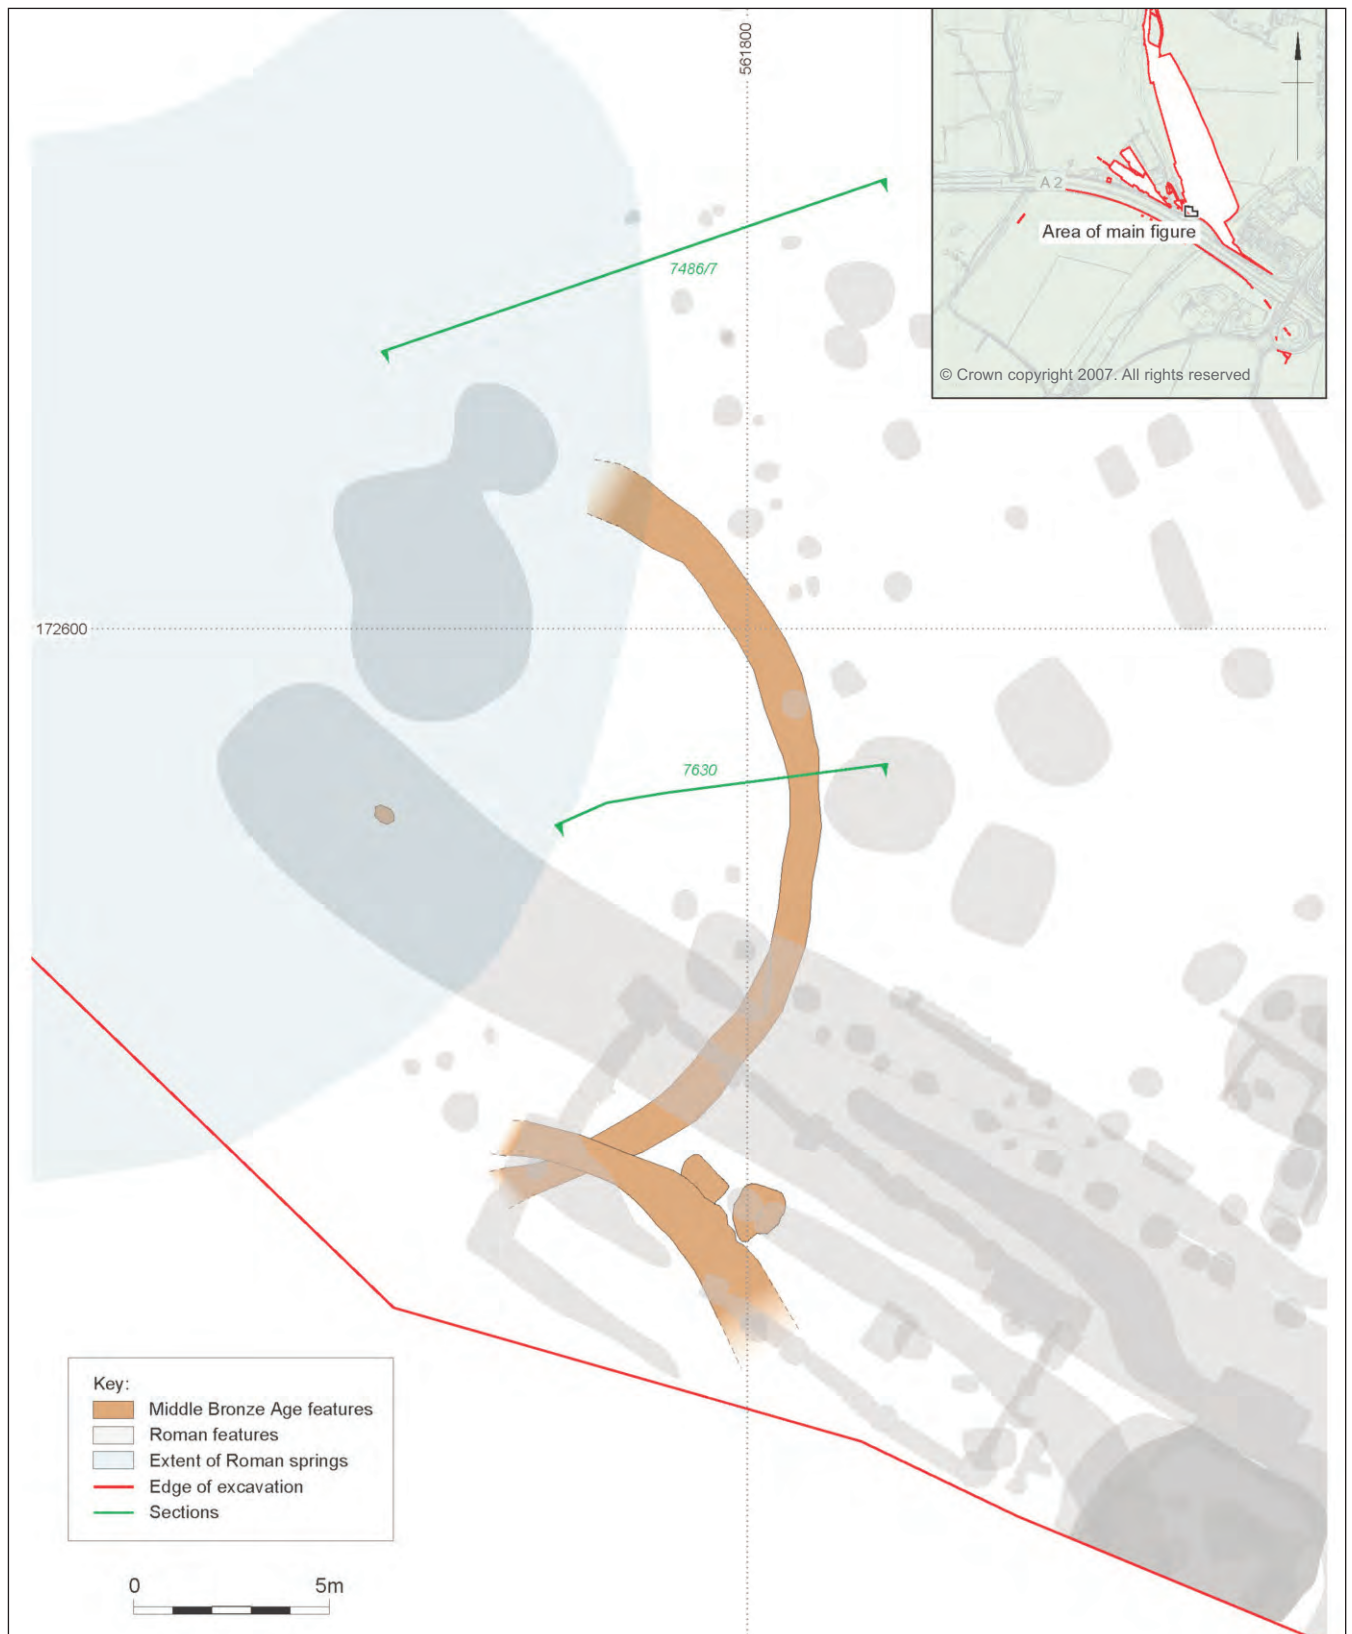 561800
A 2
Area of main figure
© Crown copyright 2007. All rights reserved
7486/7
172600
7630
Key:
Middle Bronze Age features
Roman features
Extent of Roman springs
Edge of excavation
Sections
0 5m